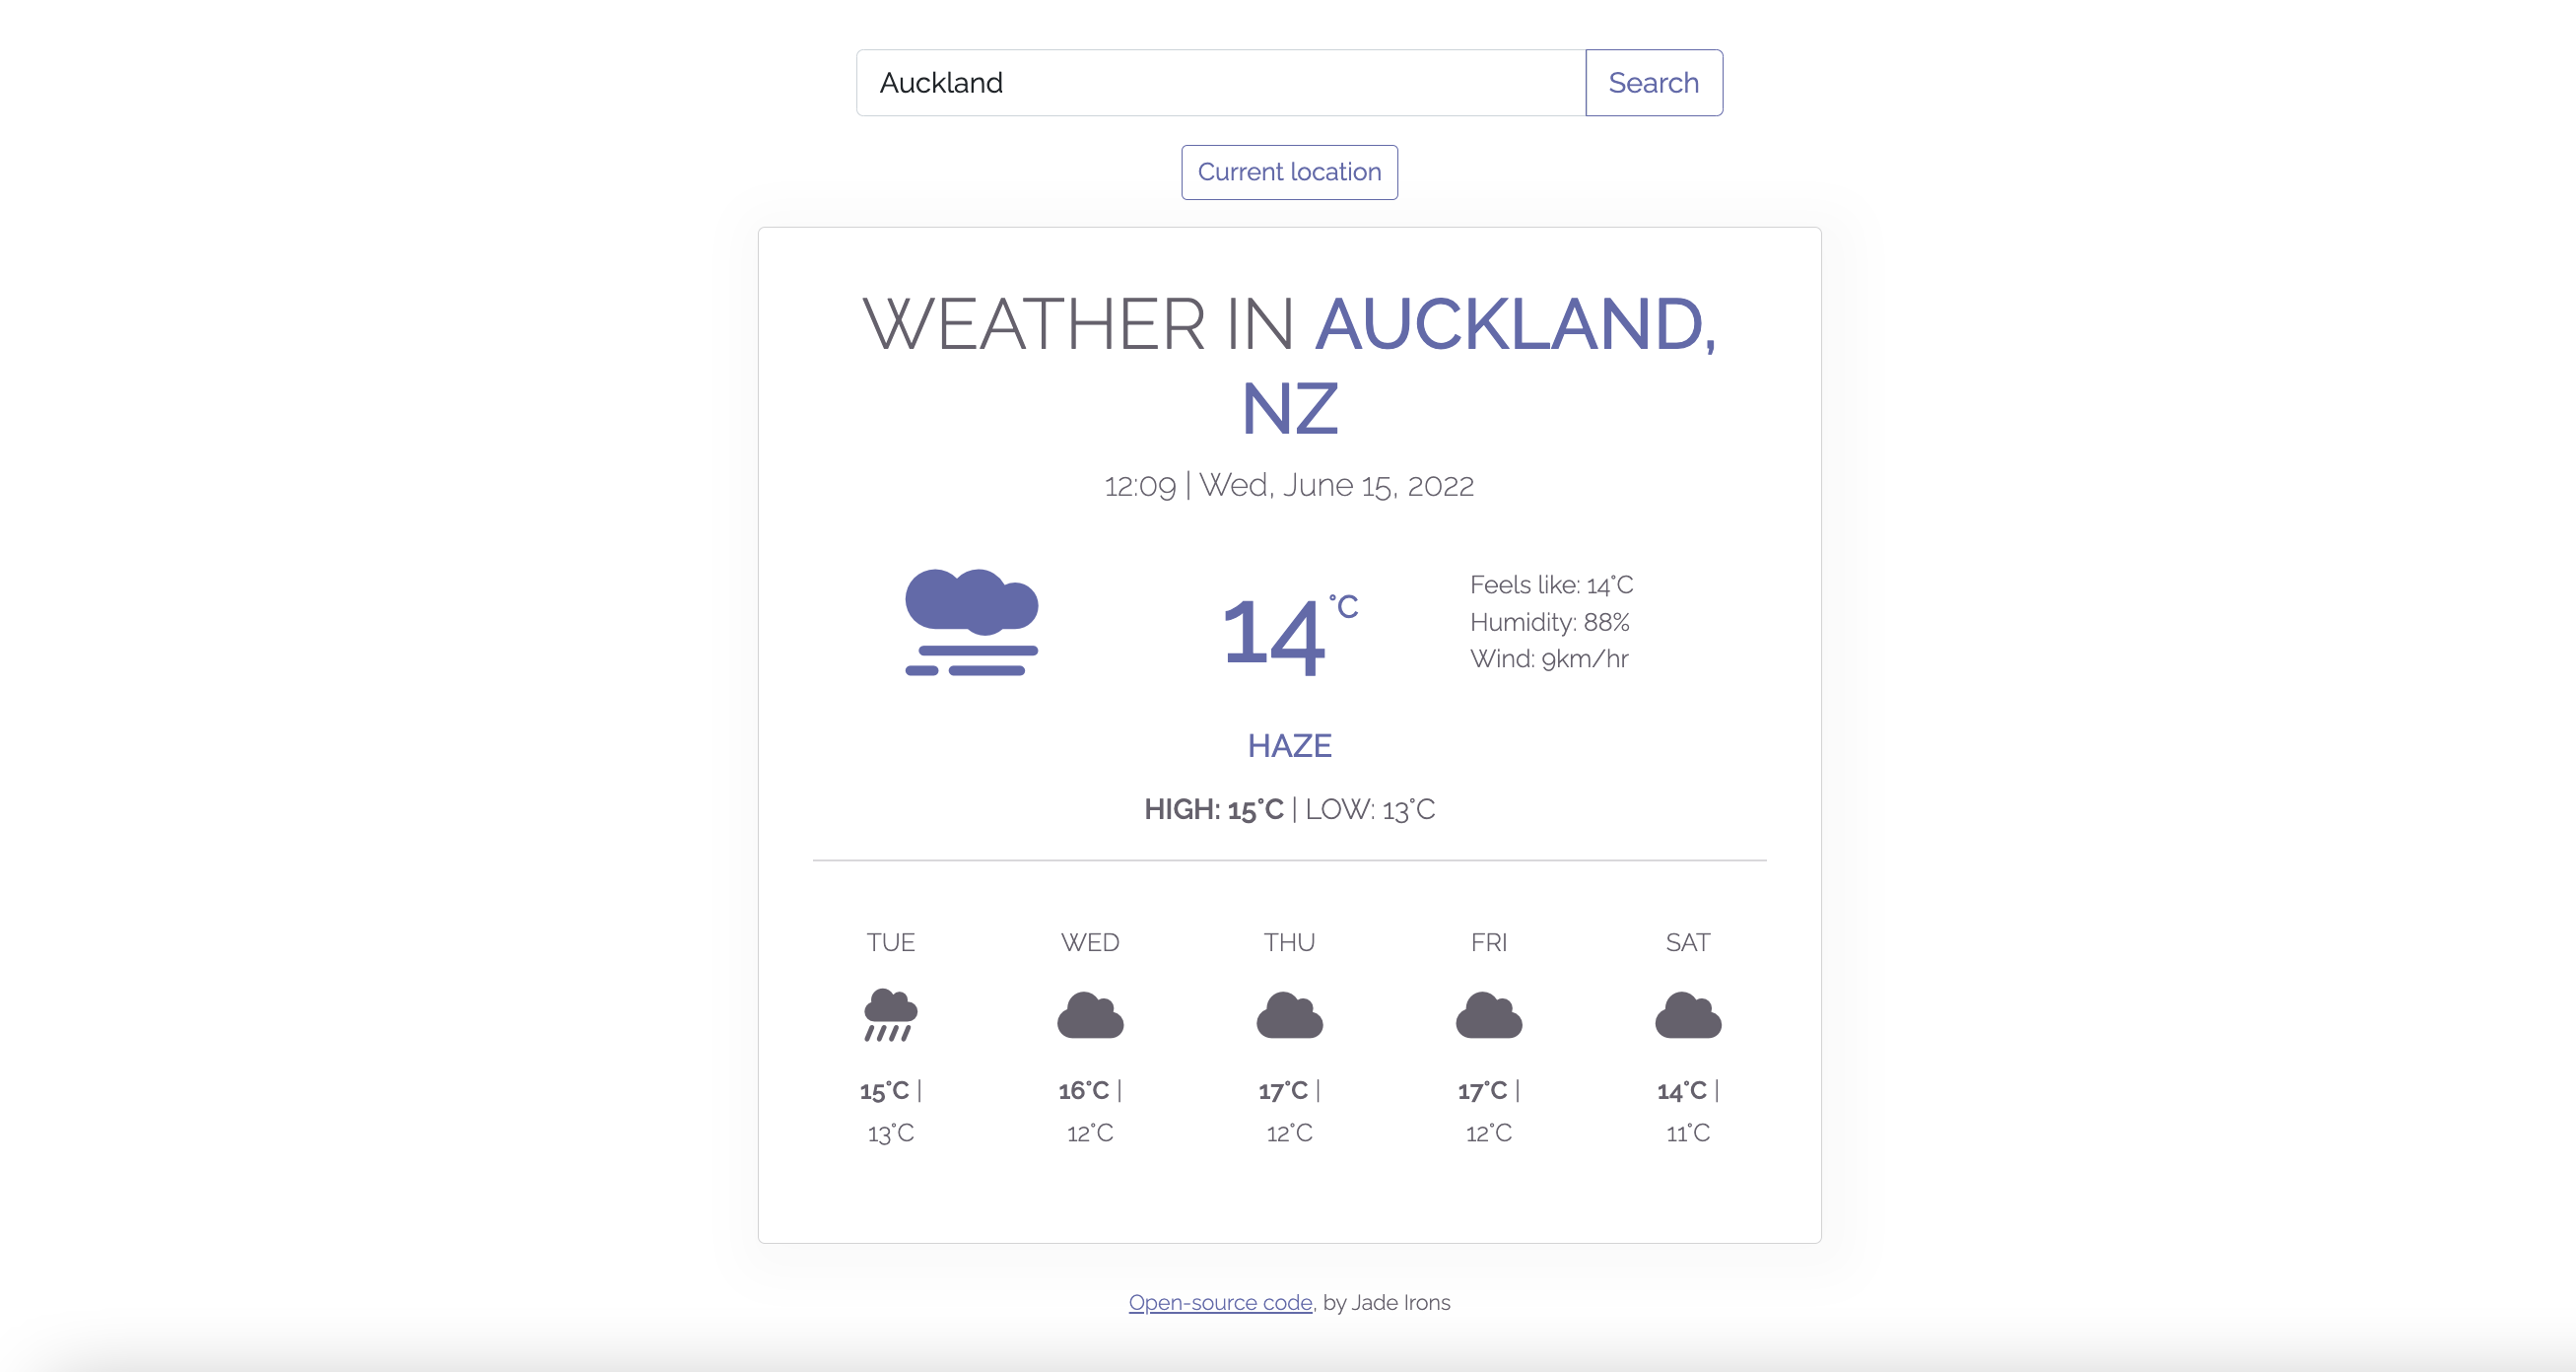 Auckland
Search
Current location
WEATHER IN AUCKLAND,
NZ
12:09 | Wed, June 15, 2022
14°C
Feels like: 14°C
Humidity: 88%
Wind: 9km/hr
HAZE
HIGH: 15°C | LOW: 13°C
TUE WED THU FRI SAT
15°C | 16°C | 17°C | 17°C | 14°C |
13°C 12°C 12°C 12°C 11°C
Open-source code, by Jade Irons